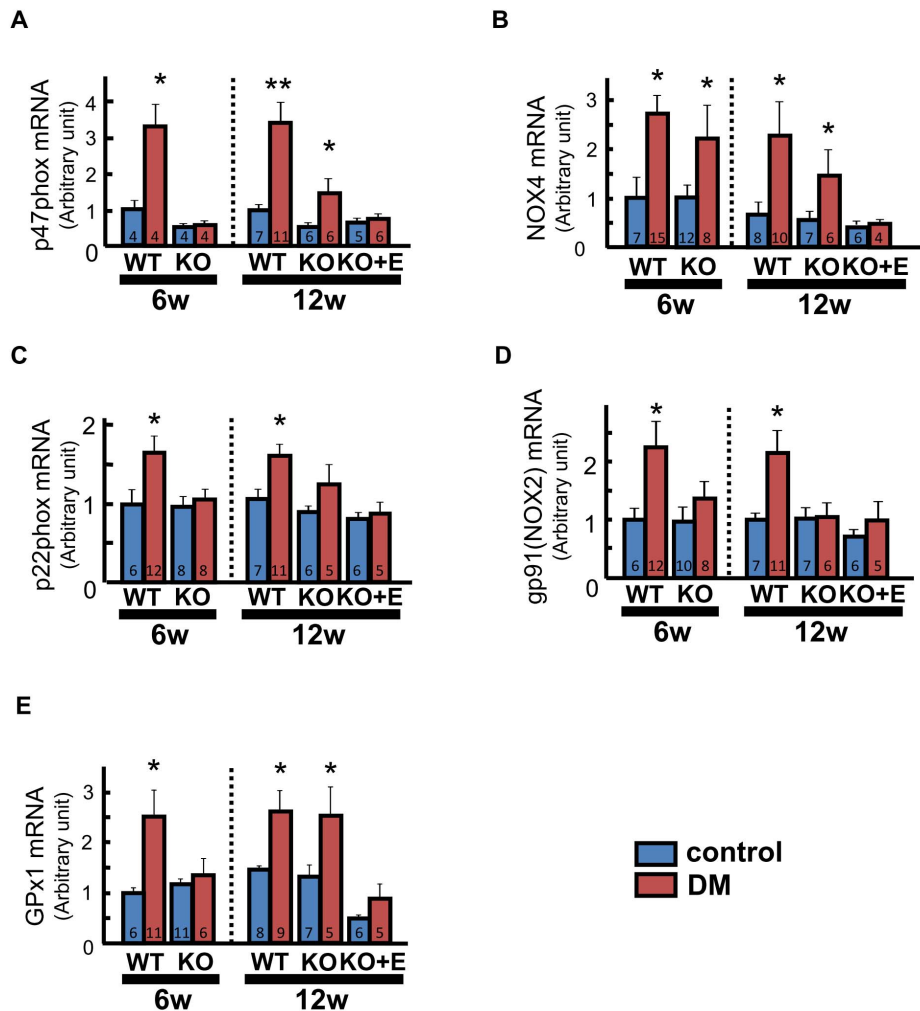 A
p47phox mRNA
(Arbitrary unit)
4
3
2
1
0
* ** *
4 4 4 4 7 11 6 6 5 6
WT KO WT KO KO+E
6w 12w
B
NOX4 mRNA
(Arbitrary unit)
3
2
1
0
* * * *
7 15 12 8 8 10 7 6 6 4
WT KO WT KO KO+E
6w 12w
C
p22phox mRNA
(Arbitrary unit)
2
1
0
* *
6 12 8 8 7 11 6 5 6 5
WT KO WT KO KO+E
6w 12w
D
gp91(NOX2) mRNA
(Arbitrary unit)
2
1
0
* *
6 12 10 8 7 11 7 6 6 5
WT KO WT KO KO+E
6w 12w
E
GPx1 mRNA
(Arbitrary unit)
3
2
1
0
* * *
6 11 11 6 8 9 7 5 6 5
WT KO WT KO KO+E
6w 12w
control
DM